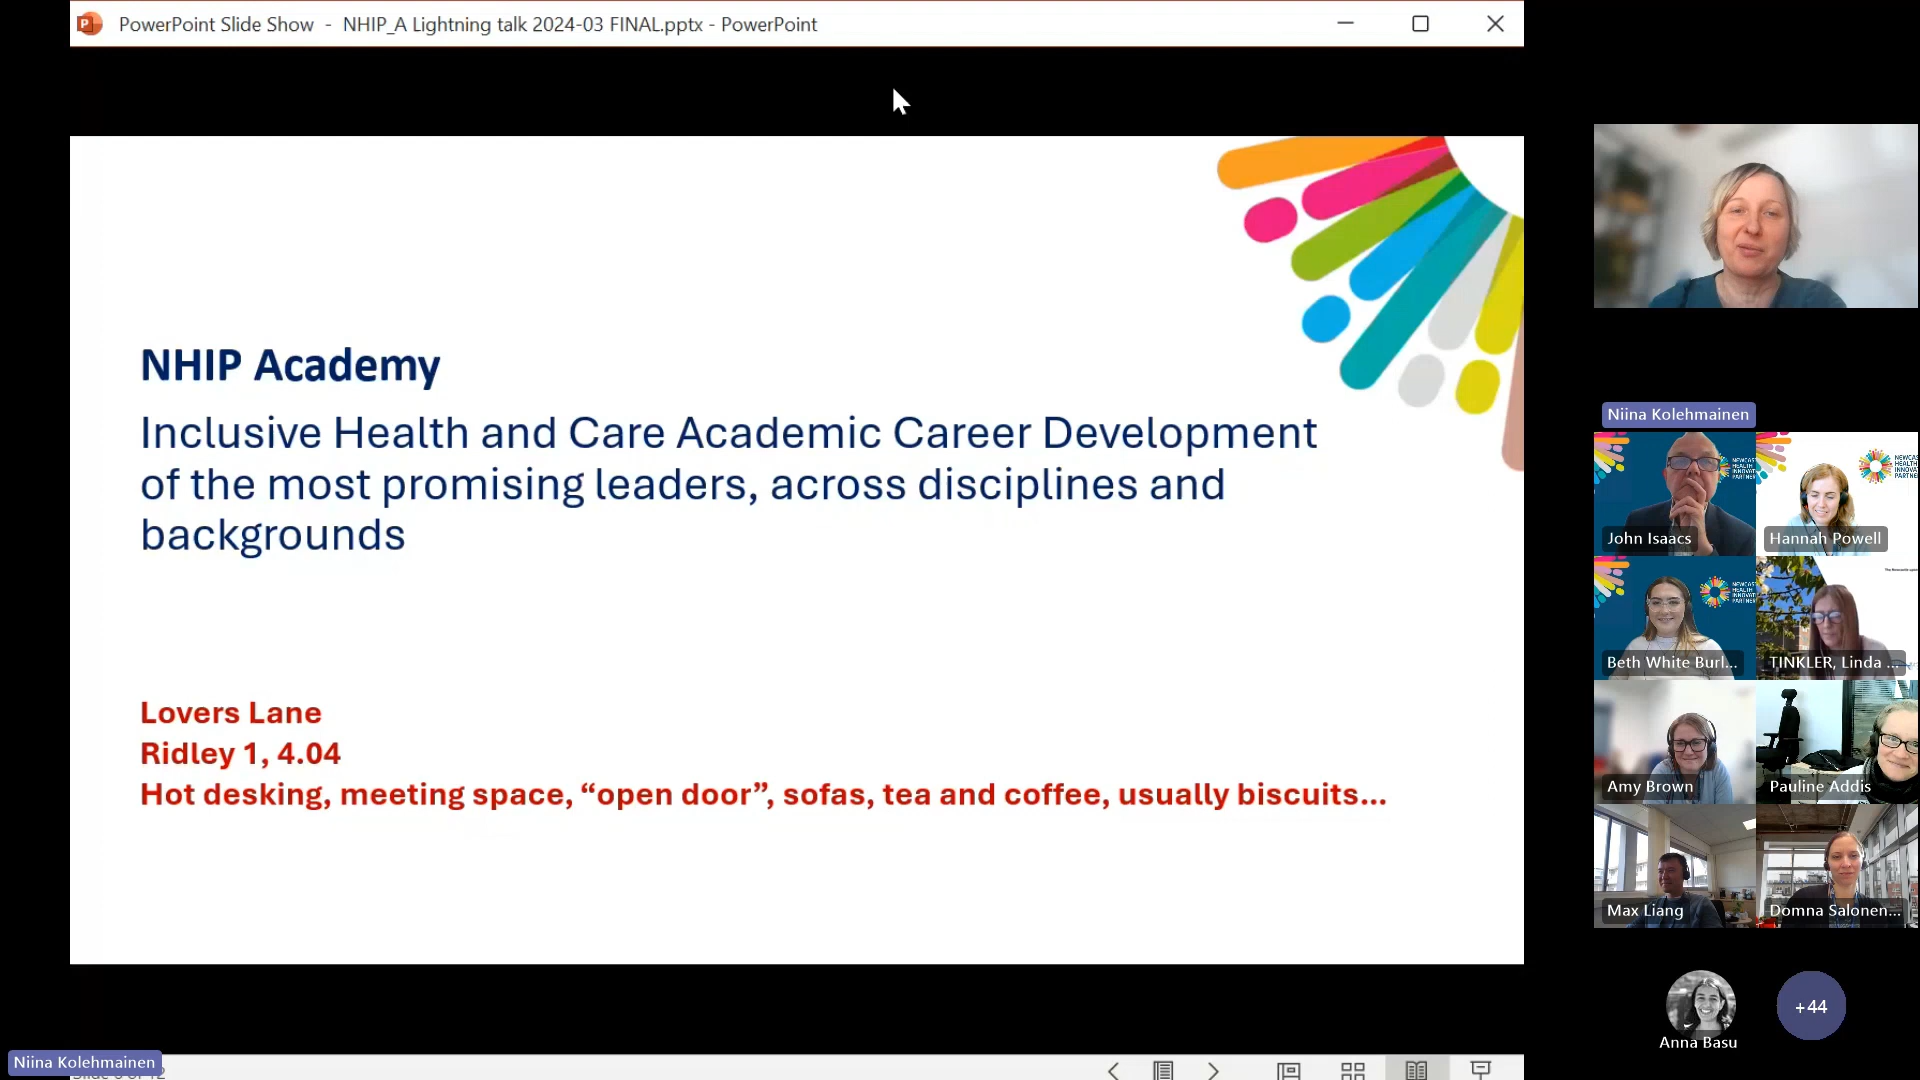 PowerPoint Slide Show - NHIP_A Lightning talk 2024-03 FINAL.pptx - PowerPoint
NHIP Academy
Inclusive Health and Care Academic Career Development
of the most promising leaders, across disciplines and
backgrounds
Lovers Lane
Ridley 1, 4.04
Hot desking, meeting space, “open door”, sofas, tea and coffee, usually biscuits...
Niina Kolehmainen
John Isaacs
Hannah Powell
Beth White Burl...
TINKLER, Linda ...
Amy Brown
Pauline Addis
Max Liang
Domna Salonen...
Anna Basu
+44
Niina Kolehmainen